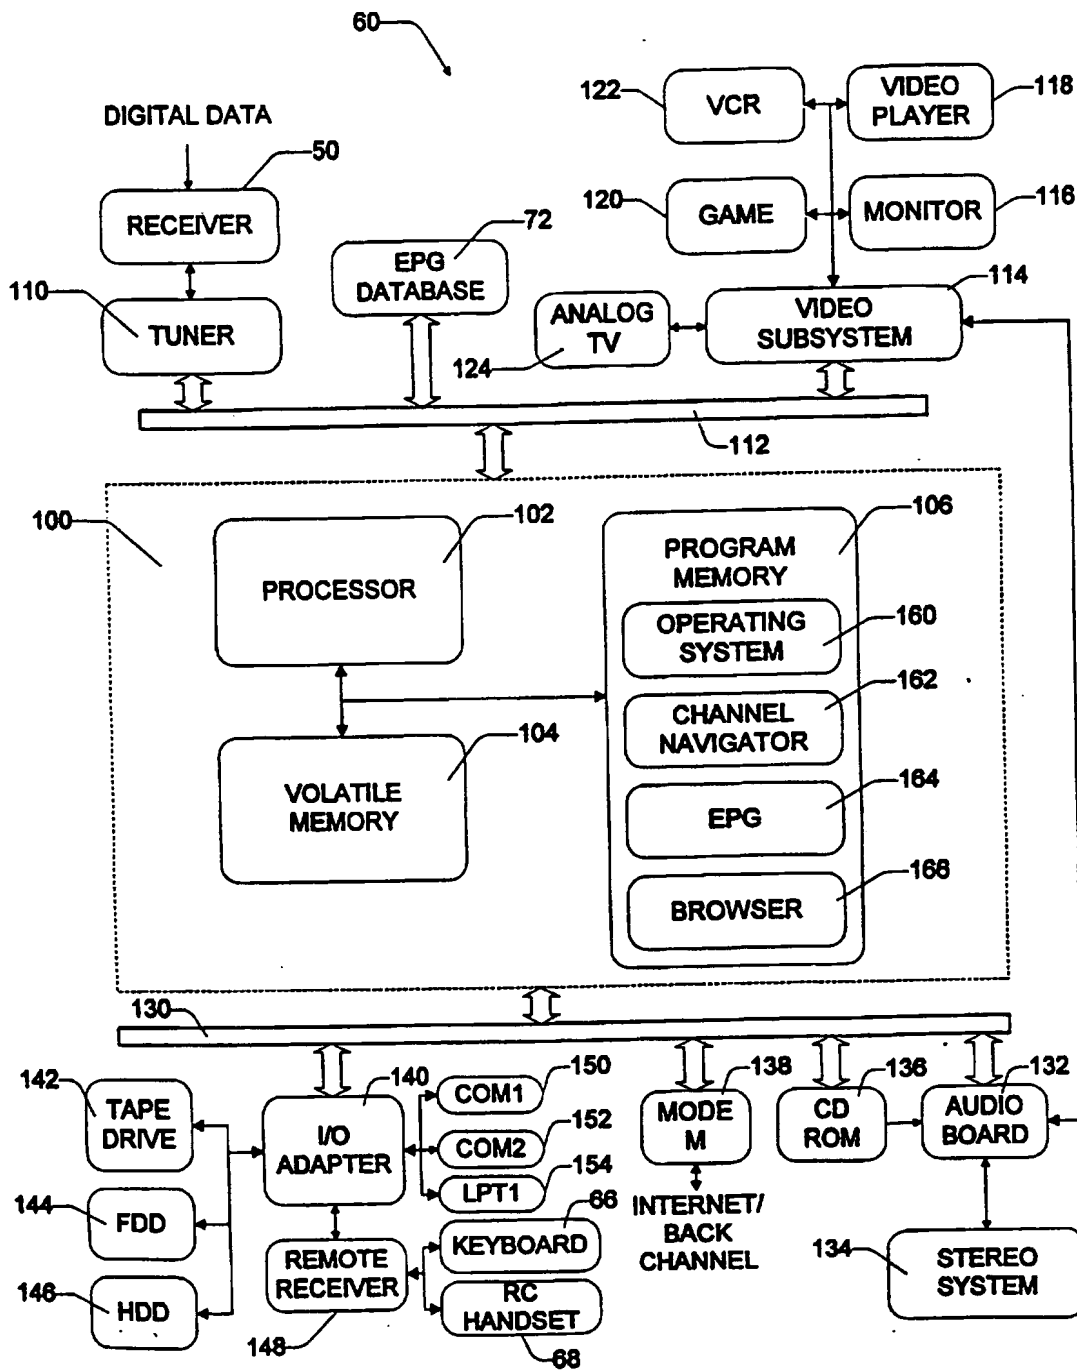 60
122
VCR
VIDEO
PLAYER
118
DIGITAL DATA
50
RECEIVER
120
GAME
MONITOR
116
72
EPG
DATABASE
110
TUNER
ANALOG
TV
124
VIDEO
SUBSYSTEM
114
112
100
102
PROCESSOR
106
PROGRAM
MEMORY
OPERATING
SYSTEM
160
CHANNEL
NAVIGATOR
162
104
VOLATILE
MEMORY
EPG
164
BROWSER
168
130
142
TAPE
DRIVE
140
I/O
ADAPTER
COM1
150
COM2
152
LPT1
154
138
MODE
M
136
CD
ROM
132
AUDIO
BOARD
144
FDD
66
KEYBOARD
INTERNET/
BACK
CHANNEL
REMOTE
RECEIVER
148
RC
HANDSET
68
146
HDD
134
STEREO
SYSTEM